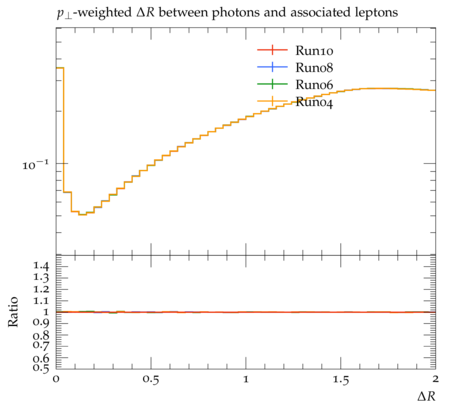 p⊥-weighted ΔR between photons and associated leptons
Run10
Run08
Run06
Run04
10⁻¹
1.4
1.3
1.2
1.1
1
0.9
0.8
0.7
0.6
0.5
Ratio
0 0.5 1 1.5 2
ΔR